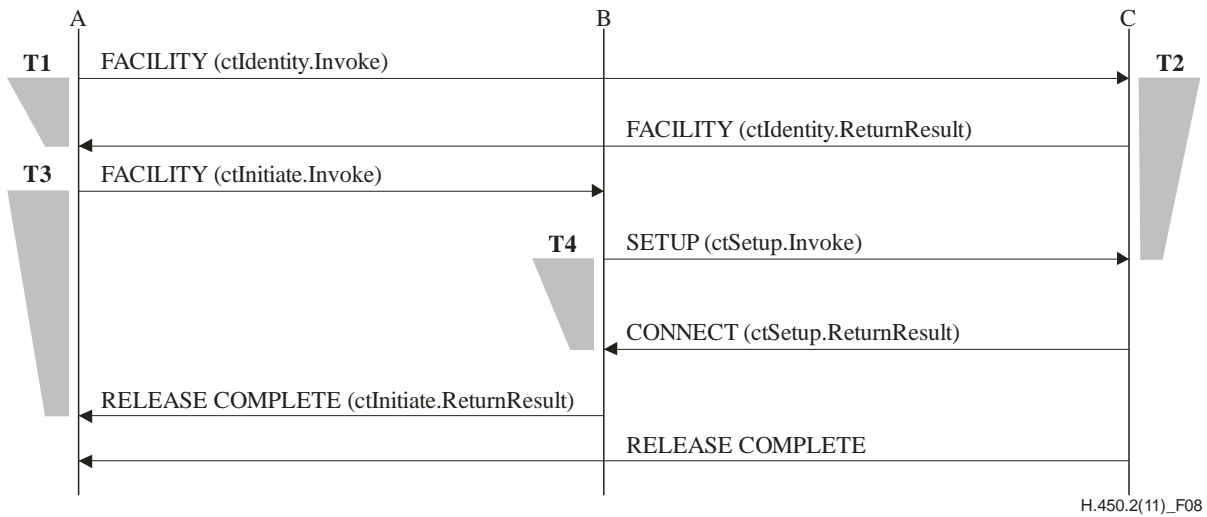 A B C
T1 FACILITY (ctIdentity.Invoke) T2
FACILITY (ctIdentity.ReturnResult)
T3 FACILITY (ctInitiate.Invoke)
T4 SETUP (ctSetup.Invoke)
CONNECT (ctSetup.ReturnResult)
RELEASE COMPLETE (ctInitiate.ReturnResult)
RELEASE COMPLETE
H.450.2(11)_F08